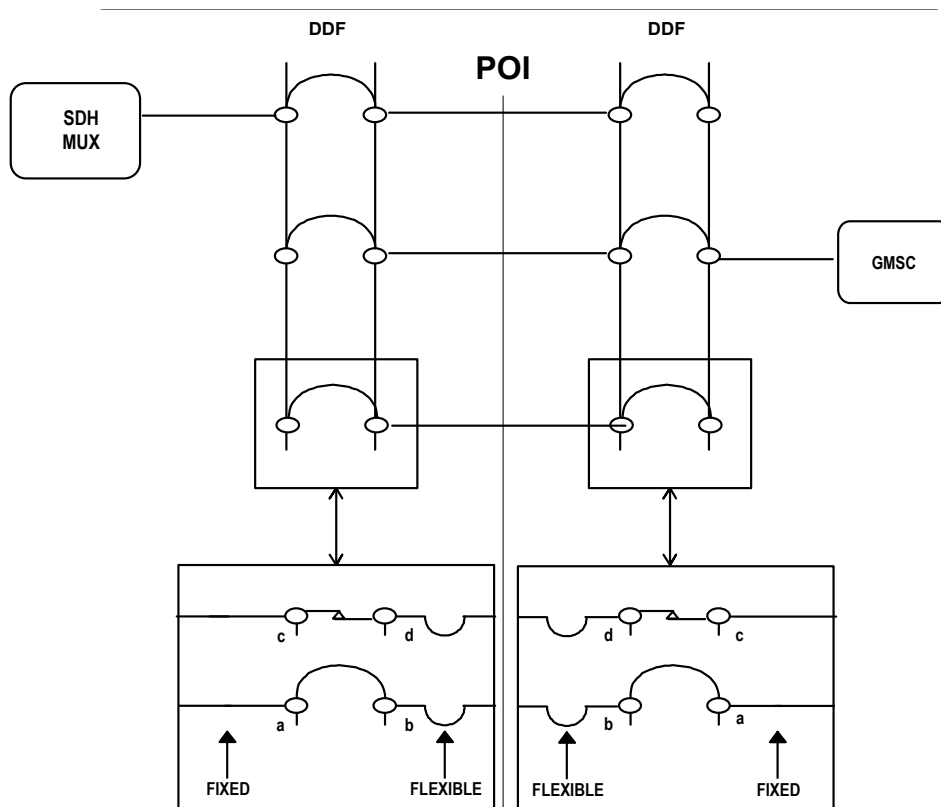 DDF
DDF
POI
SDH
MUX
GMSC
c d d c
a b b a
FIXED FLEXIBLE FLEXIBLE FIXED